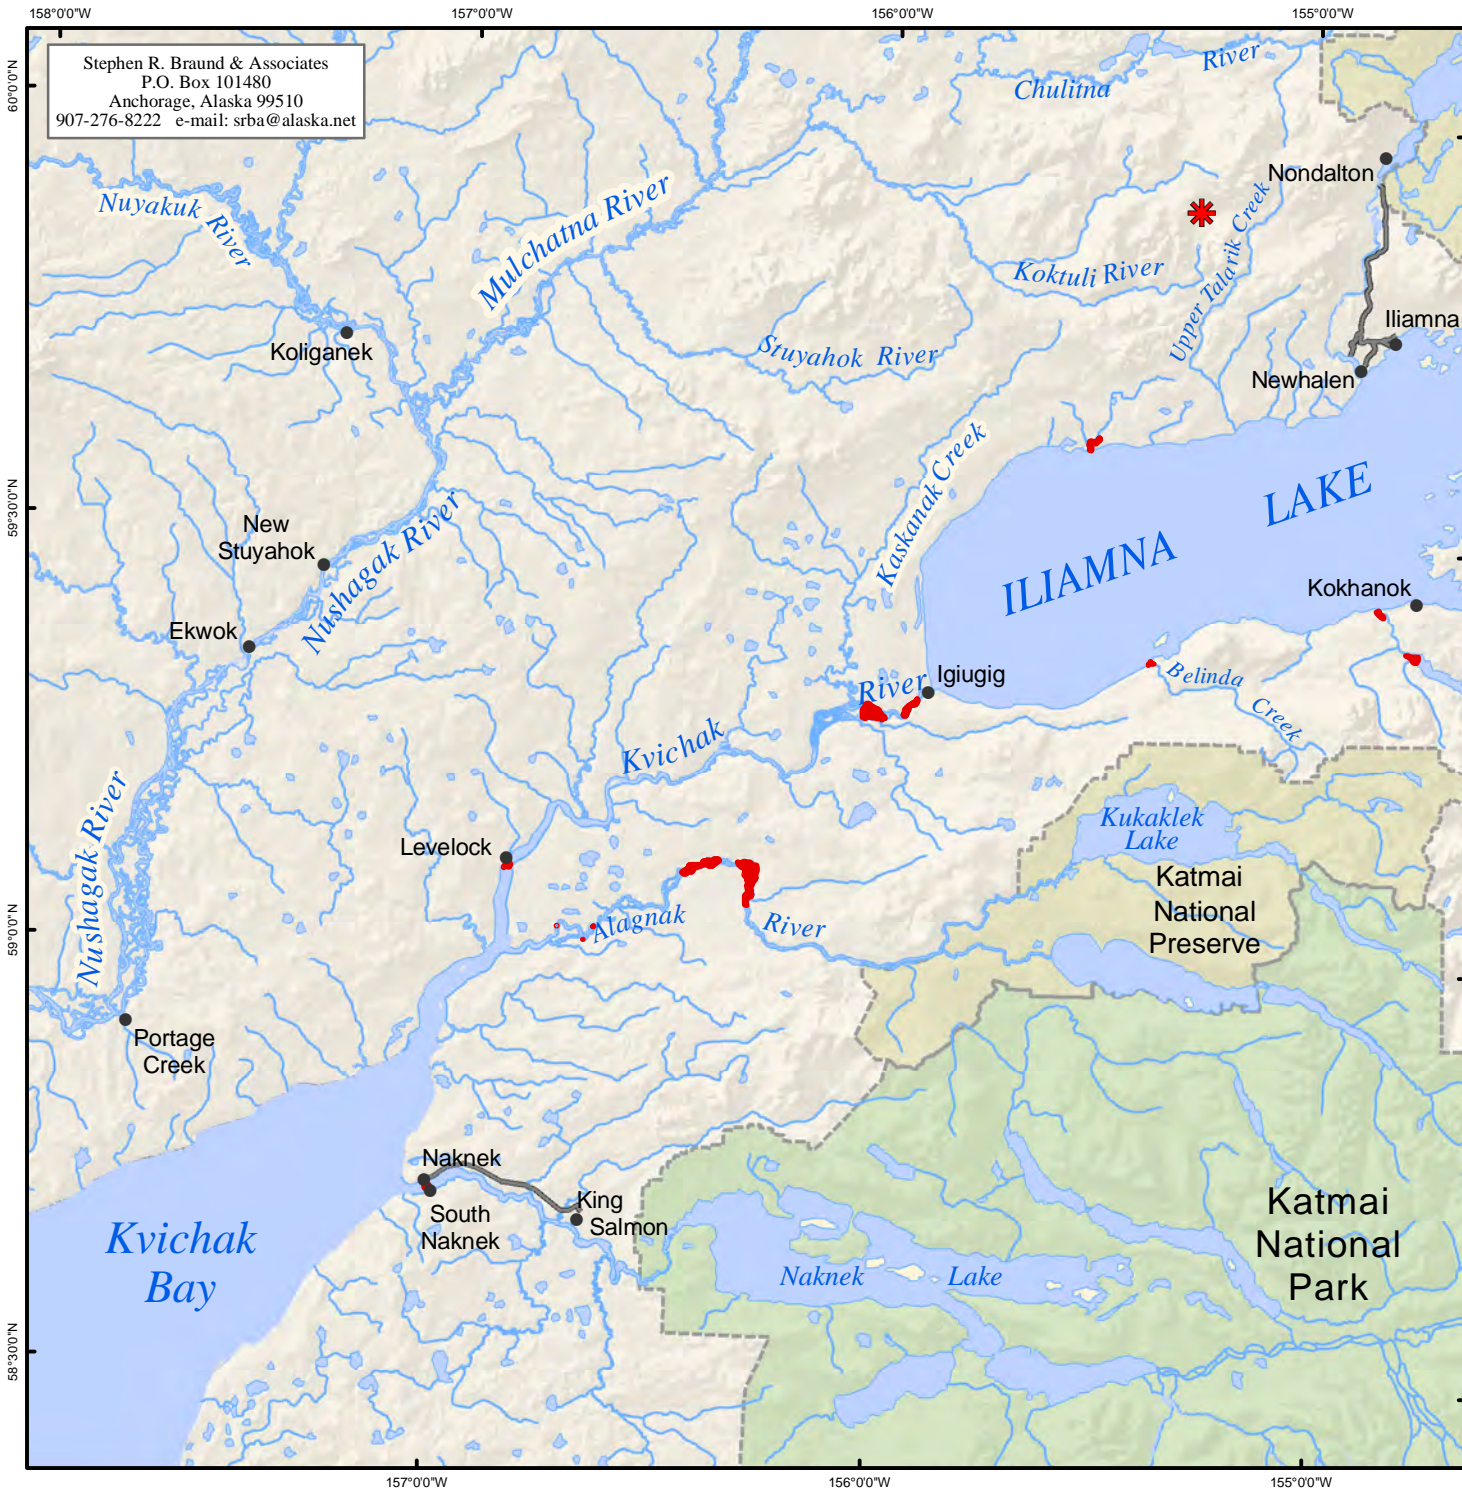 158°0'0"W
157°0'0"W
156°0'0"W
155°0'0"W
60°0'0"N
Stephen R. Braund & Associates
P.O. Box 101480
Anchorage, Alaska 99510
907-276-8222 e-mail: srba@alaska.net
Chulitna River
Nondalton
Nuyakuk River
Mulchatna River
Upper Talarik Creek
Koktuli River
Iliamna
Koliganek
Stuyahok River
Newhalen
59°30'0"N
Kaskanak Creek
ILIAMNA LAKE
New
Stuyahok
Nushagak River
Kokhanok
Ekwok
Igiugig
Belinda Creek
Kvichak River
Nushagak River
Levelock
Kukaklek
Lake
Katmai
National
Preserve
Alagnak River
59°0'0"N
Portage
Creek
Naknek
South
Naknek
King
Salmon
Kvichak
Bay
Naknek Lake
Katmai
National
Park
58°30'0"N
157°0'0"W
156°0'0"W
155°0'0"W